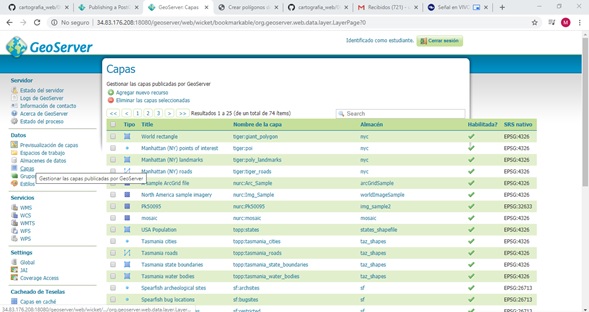 cartografia_web/
Publishing a Post
GeoServer: Capas
Crear polígonos d
cartografia_web/
Recibidos (721) -
Señal en VIV
No seguro | 34.83.176.208:18080/geoserver/web/wicket/bookmarkable/org.geoserver.web.data.layer.LayerPage?0
GeoServer
Identificado como estudiante.
Cerrar sesión
Servidor
Estado del servidor
Logs de GeoServer
Información de contacto
Acerca de GeoServer
Estado del proceso
Datos
Previsualización de capas
Espacios de trabajo
Almacenes de datos
Capas
Grupo
Estilos
Gestionar las capas publicadas por GeoServer
Servicios
WMS
WCS
WMTS
WFS
WPS
Settings
Global
JAI
Coverage Access
Cacheado de Teselas
Capas en caché
34.83.176.208:18080/geoserver/web/wicket/.../org.geoserver.web.data.layer.Layer...
Capas
Gestionar las capas publicadas por GeoServer
Agregar nuevo recurso
Eliminar las capas seleccionadas
<< < 1 2 3 > >> Resultados 1 a 25 (de un total de 74 items)
Search
Tipo Title Nombre de la capa Almacén Habilitada? SRS nativo
World rectangle tiger:giant_polygon nyc EPSG:4326
Manhattan (NY) points of interest tiger:poi nyc EPSG:4326
Manhattan (NY) landmarks tiger:poly_landmarks nyc EPSG:4326
Manhattan (NY) roads tiger:tiger_roads nyc EPSG:4326
A sample ArcGrid file nurc:Arc_Sample arcGridSample EPSG:4326
North America sample imagery nurc:Img_Sample worldImageSample EPSG:4326
Pk50095 nurc:Pk50095 img_sample2 EPSG:32633
mosaic nurc:mosaic mosaic EPSG:4326
USA Population topp:states states_shapefile EPSG:4326
Tasmania cities topp:tasmania_cities taz_shapes EPSG:4326
Tasmania roads topp:tasmania_roads taz_shapes EPSG:4326
Tasmania state boundaries topp:tasmania_state_boundaries taz_shapes EPSG:4326
Tasmania water bodies topp:tasmania_water_bodies taz_shapes EPSG:4326
Spearfish archeological sites sf:archsites sf EPSG:26713
Spearfish bug locations sf:bugsites sf EPSG:26713